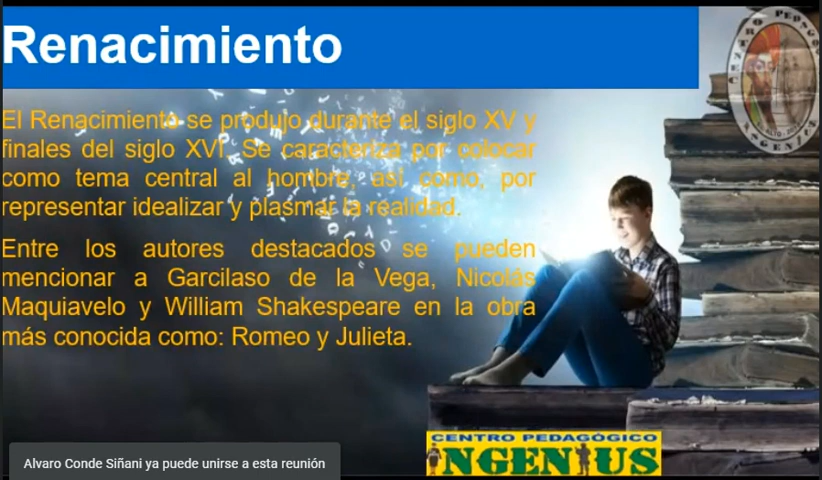 Renacimiento
El Renacimiento se produjo durante el siglo XV y
finales del siglo XVI. Se caracteriza por colocar
como tema central al hombre, así como, por
representar idealizar y plasmar la realidad.
Entre los autores destacados se pueden
mencionar a Garcilaso de la Vega, Nicolás
Maquiavelo y William Shakespeare en la obra
más conocida como: Romeo y Julieta.
CENTRO PEDAGÓGICO
INGENIUS
Alvaro Conde Siñani ya puede unirse a esta reunión